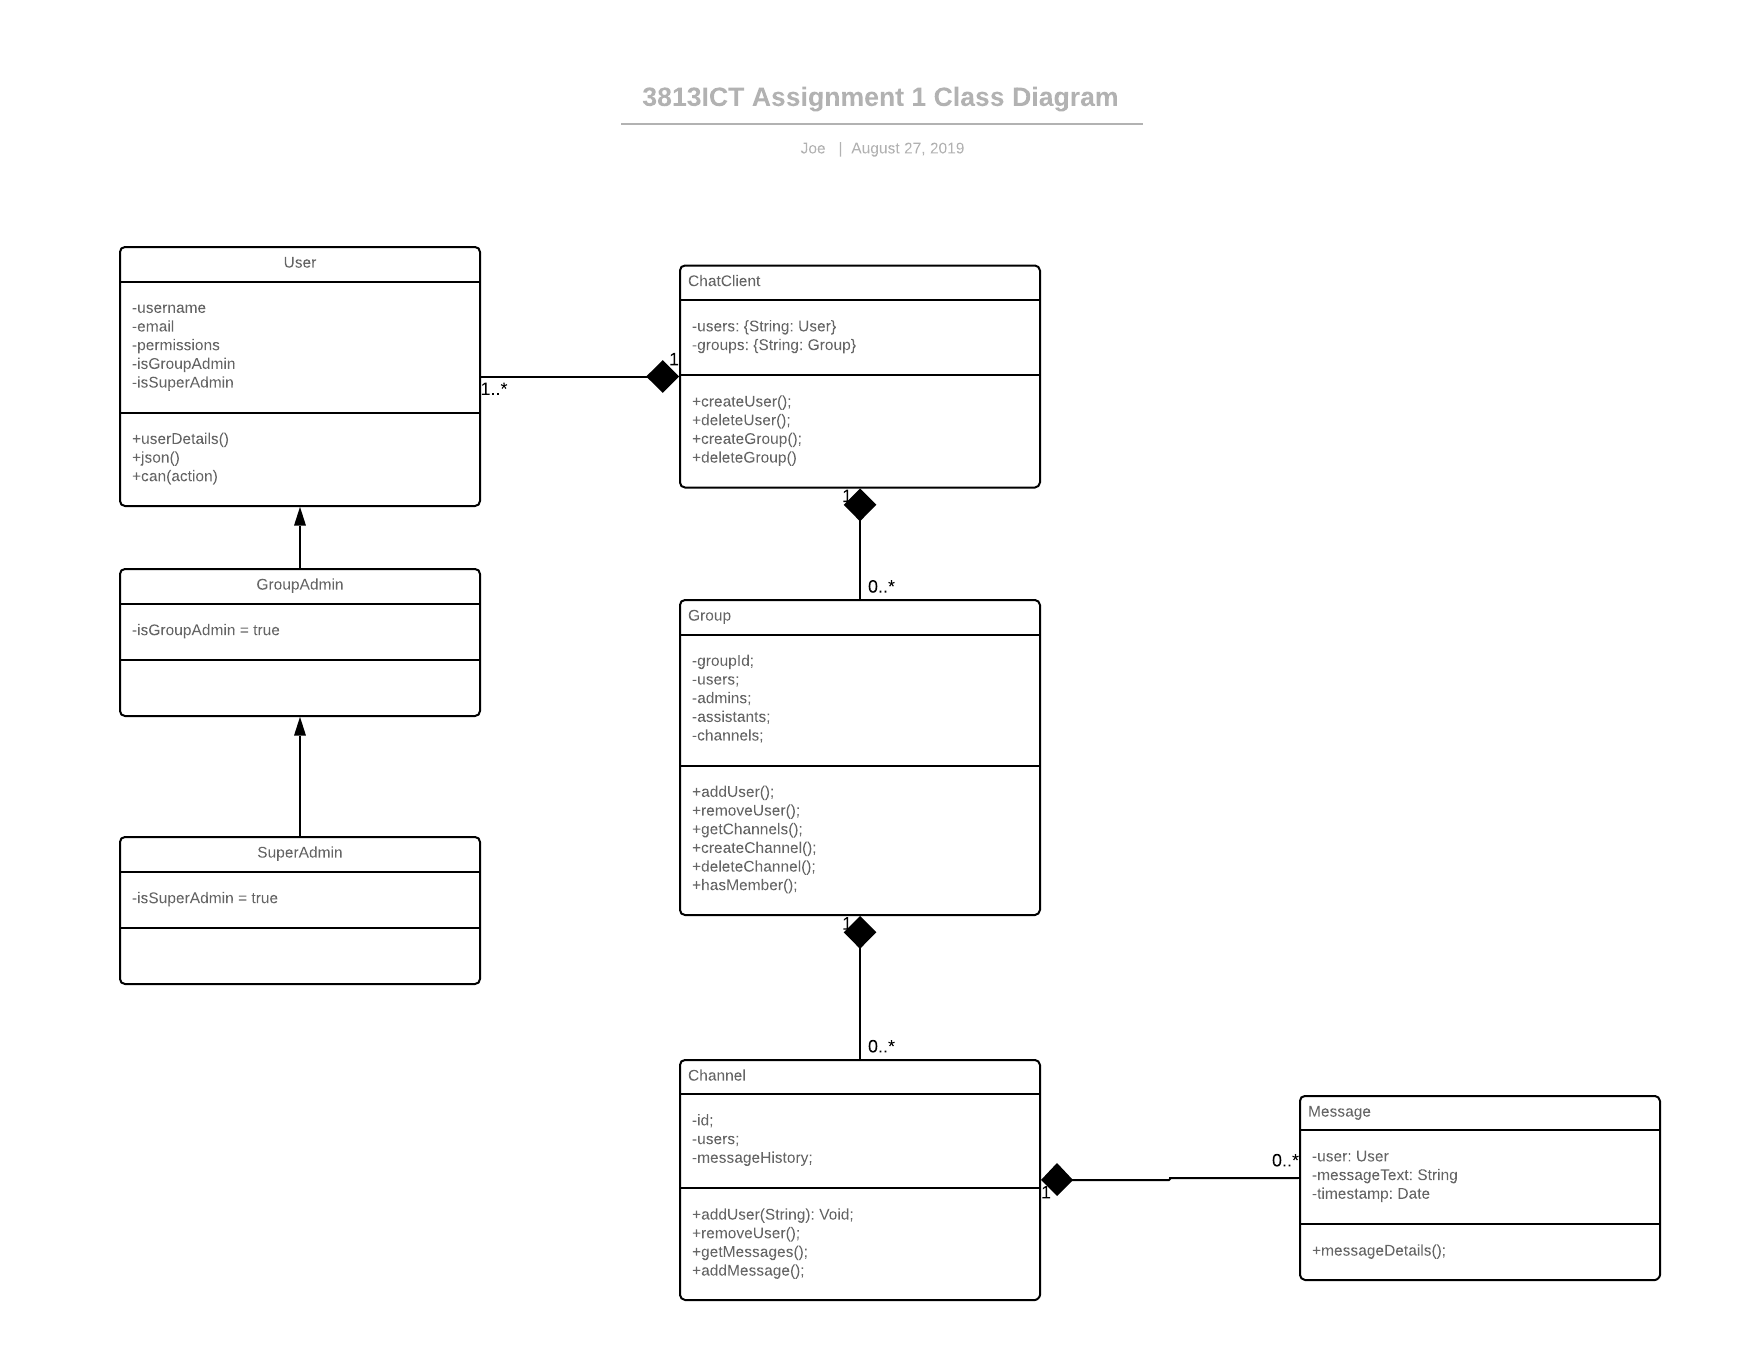 3813ICT Assignment 1 Class Diagram
Joe | August 27, 2019
User
-username
-email
-permissions
-isGroupAdmin
-isSuperAdmin
+userDetails()
+json()
+can(action)
1..*
1
ChatClient
-users: {String: User}
-groups: {String: Group}
+createUser();
+deleteUser();
+createGroup();
+deleteGroup()
1
0..*
GroupAdmin
-isGroupAdmin = true
SuperAdmin
-isSuperAdmin = true
Group
-groupId;
-users;
-admins;
-assistants;
-channels;
+addUser();
+removeUser();
+getChannels();
+createChannel();
+deleteChannel();
+hasMember();
1
0..*
Channel
-id;
-users;
-messageHistory;
+addUser(String): Void;
+removeUser();
+getMessages();
+addMessage();
1
0..*
Message
-user: User
-messageText: String
-timestamp: Date
+messageDetails();